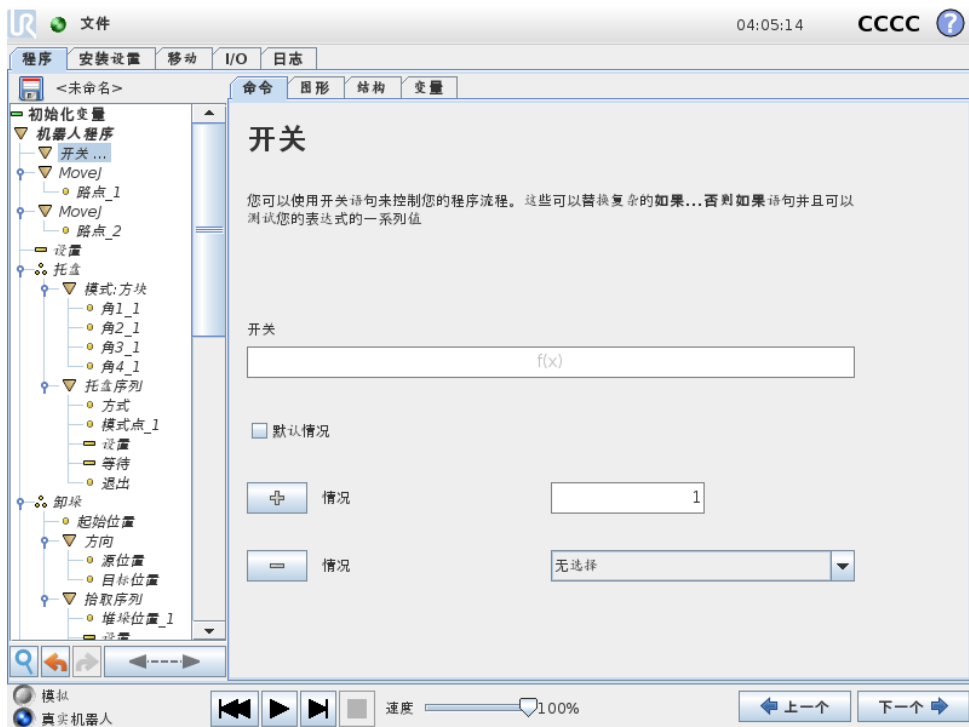 UR 文件 04:05:14 CCCC ?
程序 安装设置 移动 I/O 日志
<未命名>
命令 图形 结构 变量
初始化变量
机器人程序
开关 ...
MoveJ
路点_1
MoveJ
路点_2
设置
托盘
模式:方块
角1_1
角2_1
角3_1
角4_1
托盘序列
方式
模式点_1
设置
等待
退出
卸垛
起始位置
方向
源位置
目标位置
拾取序列
堆垛位置_1
设置
开关
您可以使用开关语句来控制您的程序流程。这些可以替换复杂的如果...否则如果语句并且可以
测试您的表达式的一系列值
开关
f(x)
默认情况
情况 1
情况 无选择
模拟
真实机器人
速度 100%
上一个 下一个